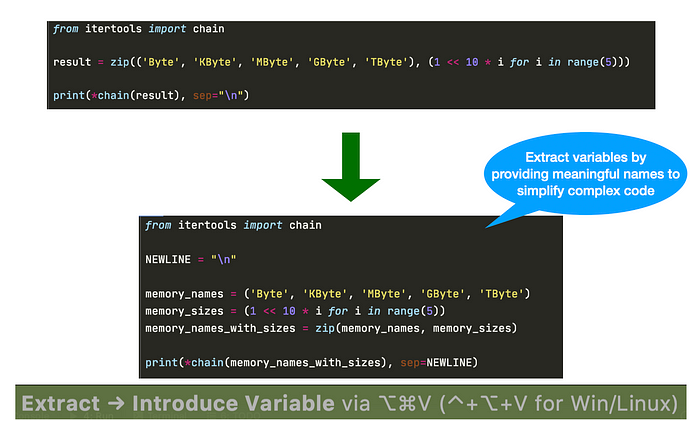 from itertools import chain
result = zip(('Byte', 'KByte', 'MByte', 'GByte', 'TByte'), (1 << 10 * i for i in range(5)))
print(*chain(result), sep="\n")
Extract variables by
providing meaningful names to
simplify complex code
from itertools import chain
NEWLINE = "\n"
memory_names = ('Byte', 'KByte', 'MByte', 'GByte', 'TByte')
memory_sizes = (1 << 10 * i for i in range(5))
memory_names_with_sizes = zip(memory_names, memory_sizes)
print(*chain(memory_names_with_sizes), sep=NEWLINE)
Extract → Introduce Variable via ⌥⌘V (^+⌥+V for Win/Linux)